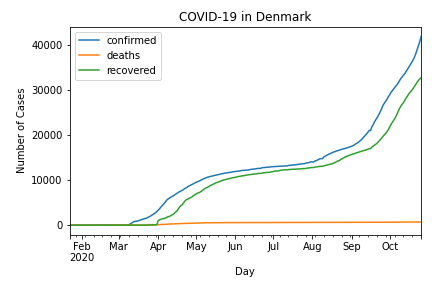 COVID-19 in Denmark
confirmed
deaths
recovered
Number of Cases
40000
30000
20000
10000
0
Feb Mar Apr May Jun Jul Aug Sep Oct
2020
Day